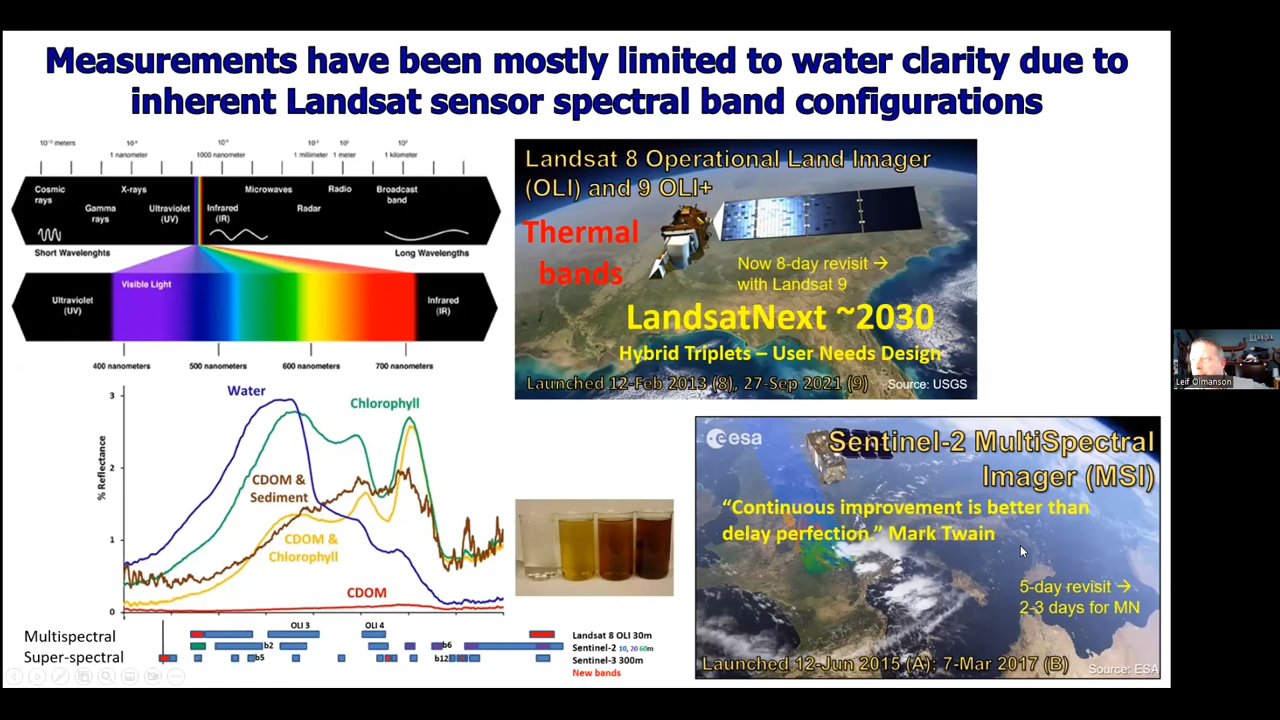 Measurements have been mostly limited to water clarity due to
inherent Landsat sensor spectral band configurations
1 nanometer 1000 nanometer 1 millimeter 1 meter 1 kilometer
Cosmic rays
Gamma rays
X-rays
Ultraviolet (UV)
Infrared (IR)
Microwaves
Radar
Radio
Broadcast band
Short Wavelenghts
Long Wavelengths
Visible Light
Ultraviolet (UV)
Infrared (IR)
400 nanometers 500 nanometers 600 nanometers 700 nanometers
% Reflectance
3
2
1
0
Water
Chlorophyll
CDOM &
Sediment
CDOM &
Chlorophyll
CDOM
Multispectral
Super-spectral
OLI 3 OLI 4
b2 b6
b5 b12
Landsat 8 OLI 30m
Sentinel-2 10, 20 60m
Sentinel-3 300m
New bands
Landsat 8 Operational Land Imager
(OLI) and 9 OLI+
Thermal
bands
Now 8-day revisit →
with Landsat 9
LandsatNext ~2030
Hybrid Triplets – User Needs Design
Launched 12-Feb 2013 (8), 27-Sep 2021 (9)
Source: USGS
esa
Sentinel-2 MultiSpectral
Imager (MSI)
“Continuous improvement is better than
delay perfection.” Mark Twain
5-day revisit →
2-3 days for MN
Launched 12-Jun 2015 (A); 7-Mar 2017 (B)
Source: ESA
Leif Olmanson